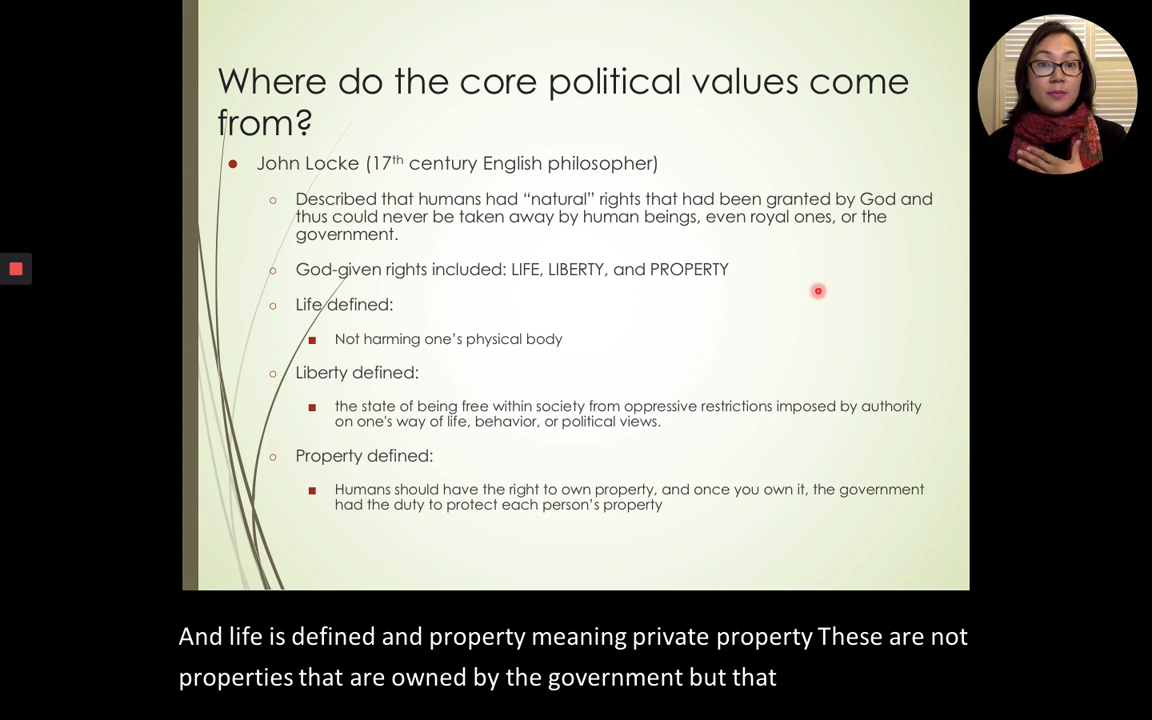 Where do the core political values come
from?
John Locke (17th century English philosopher)
Described that humans had “natural” rights that had been granted by God and
thus could never be taken away by human beings, even royal ones, or the
government.
God-given rights included: LIFE, LIBERTY, and PROPERTY
Life defined:
Not harming one’s physical body
Liberty defined:
the state of being free within society from oppressive restrictions imposed by authority
on one's way of life, behavior, or political views.
Property defined:
Humans should have the right to own property, and once you own it, the government
had the duty to protect each person’s property
And life is defined and property meaning private property These are not
properties that are owned by the government but that